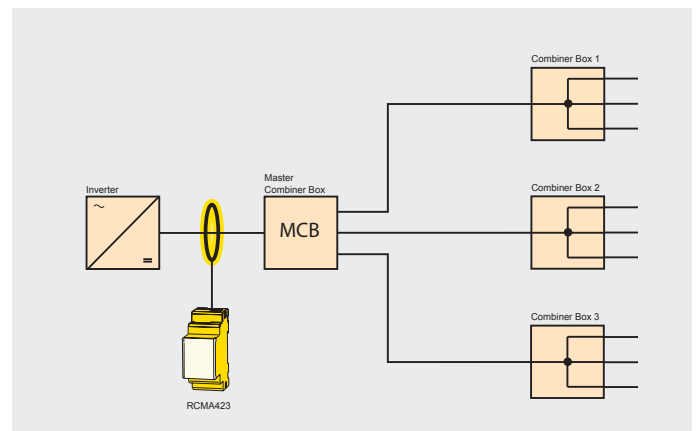 Combiner Box 1
Master
Combiner Box
Inverter
MCB
Combiner Box 2
RCMA423
Combiner Box 3